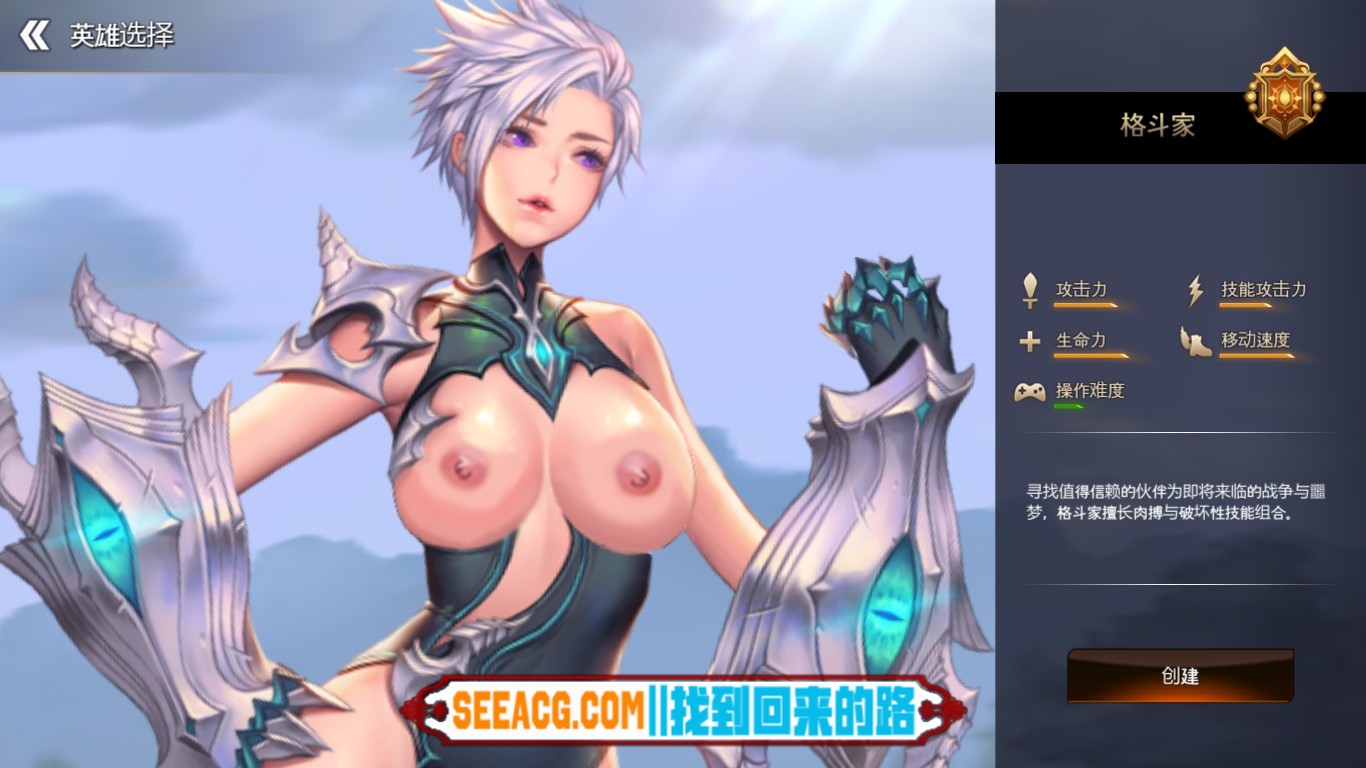 英雄选择
格斗家
攻击力
技能攻击力
生命力
移动速度
操作难度
寻找值得信赖的伙伴为即将来临的战争与噩
梦，格斗家擅长肉搏与破坏性技能组合。
创建
SEEACG.COM||找到回来的路